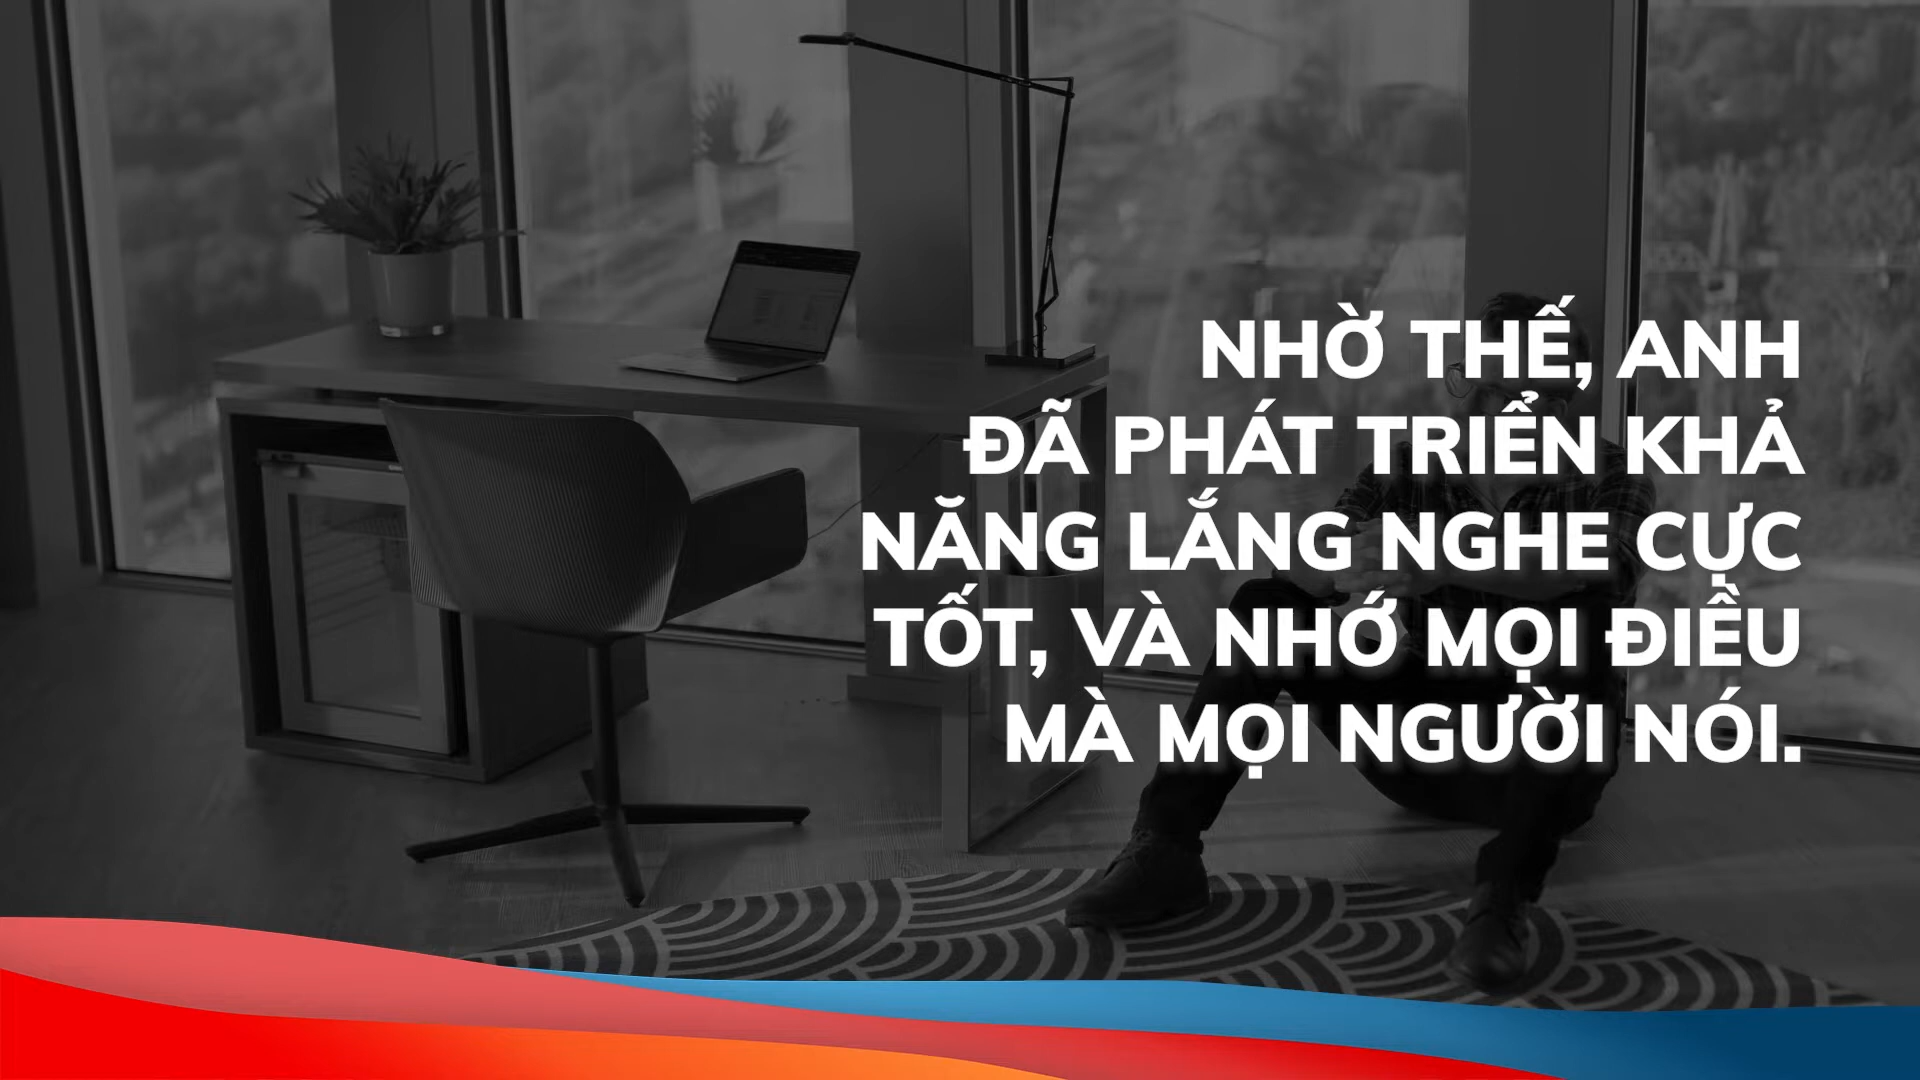 NHỜ THẾ, ANH
ĐÃ PHÁT TRIỂN KHẢ
NĂNG LẮNG NGHE CỰC
TỐT, VÀ NHỚ MỌI ĐIỀU
MÀ MỌI NGƯỜI NÓI.